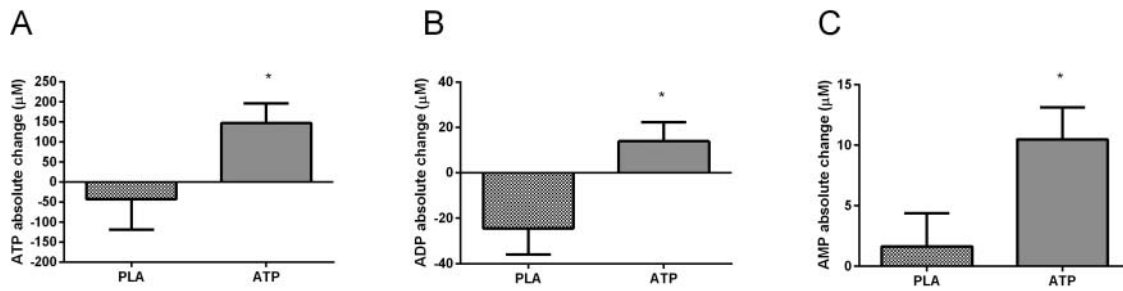 A
ATP absolute change (μM)
250
200
150
100
50
0
-50
-100
-150
-200
*
PLA
ATP
B
ADP absolute change (μM)
40
20
0
-20
-40
*
PLA
ATP
C
AMP absolute change (μM)
15
10
5
0
*
PLA
ATP